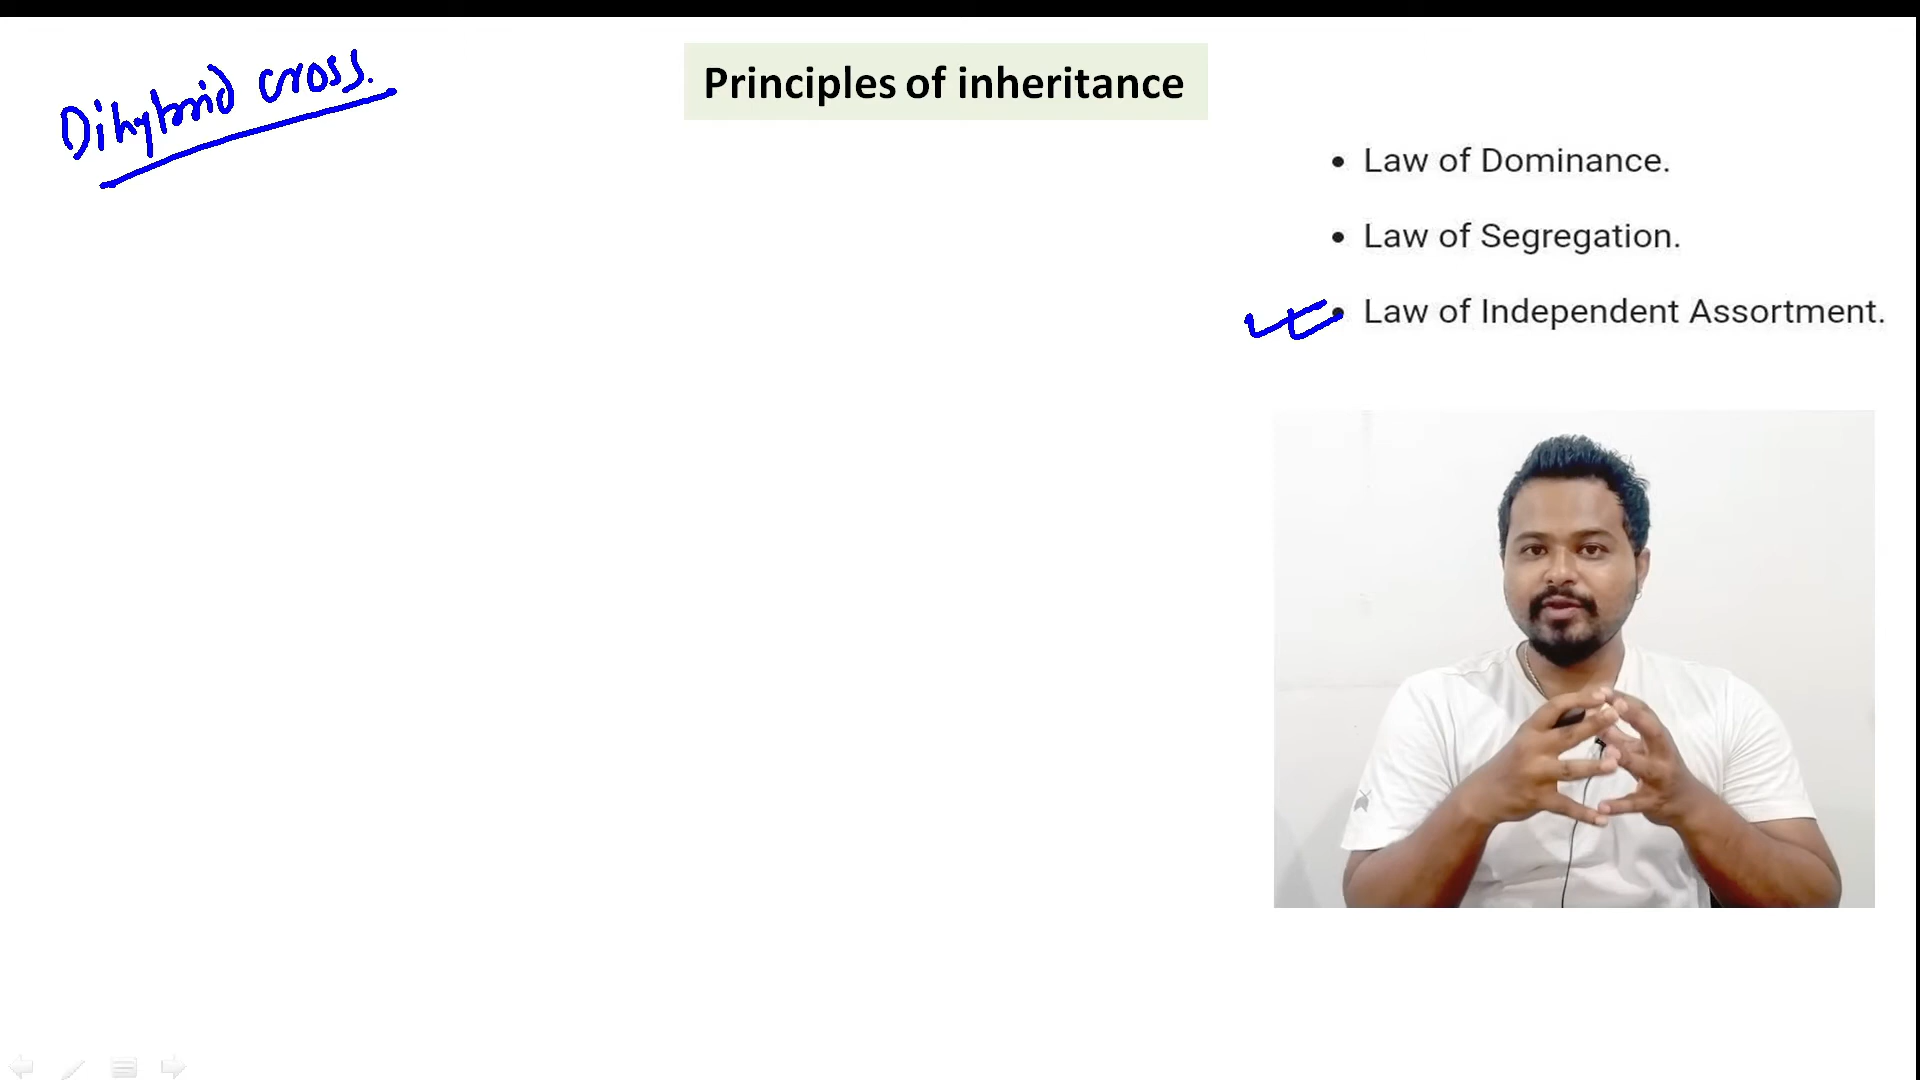 Dihybrid cross.
Principles of inheritance
• Law of Dominance.
• Law of Segregation.
• Law of Independent Assortment.